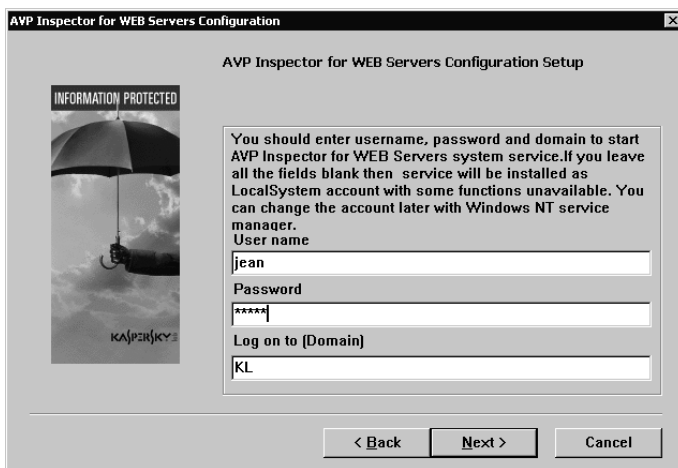 AVP Inspector for WEB Servers Configuration
AVP Inspector for WEB Servers Configuration Setup
INFORMATION PROTECTED
KASPERSKY
You should enter username, password and domain to start
AVP Inspector for WEB Servers system service.If you leave
all the fields blank then service will be installed as
LocalSystem account with some functions unavailable. You
can change the account later with Windows NT service
manager.
User name
jean
Password
*****
Log on to (Domain)
KL
< Back
Next >
Cancel